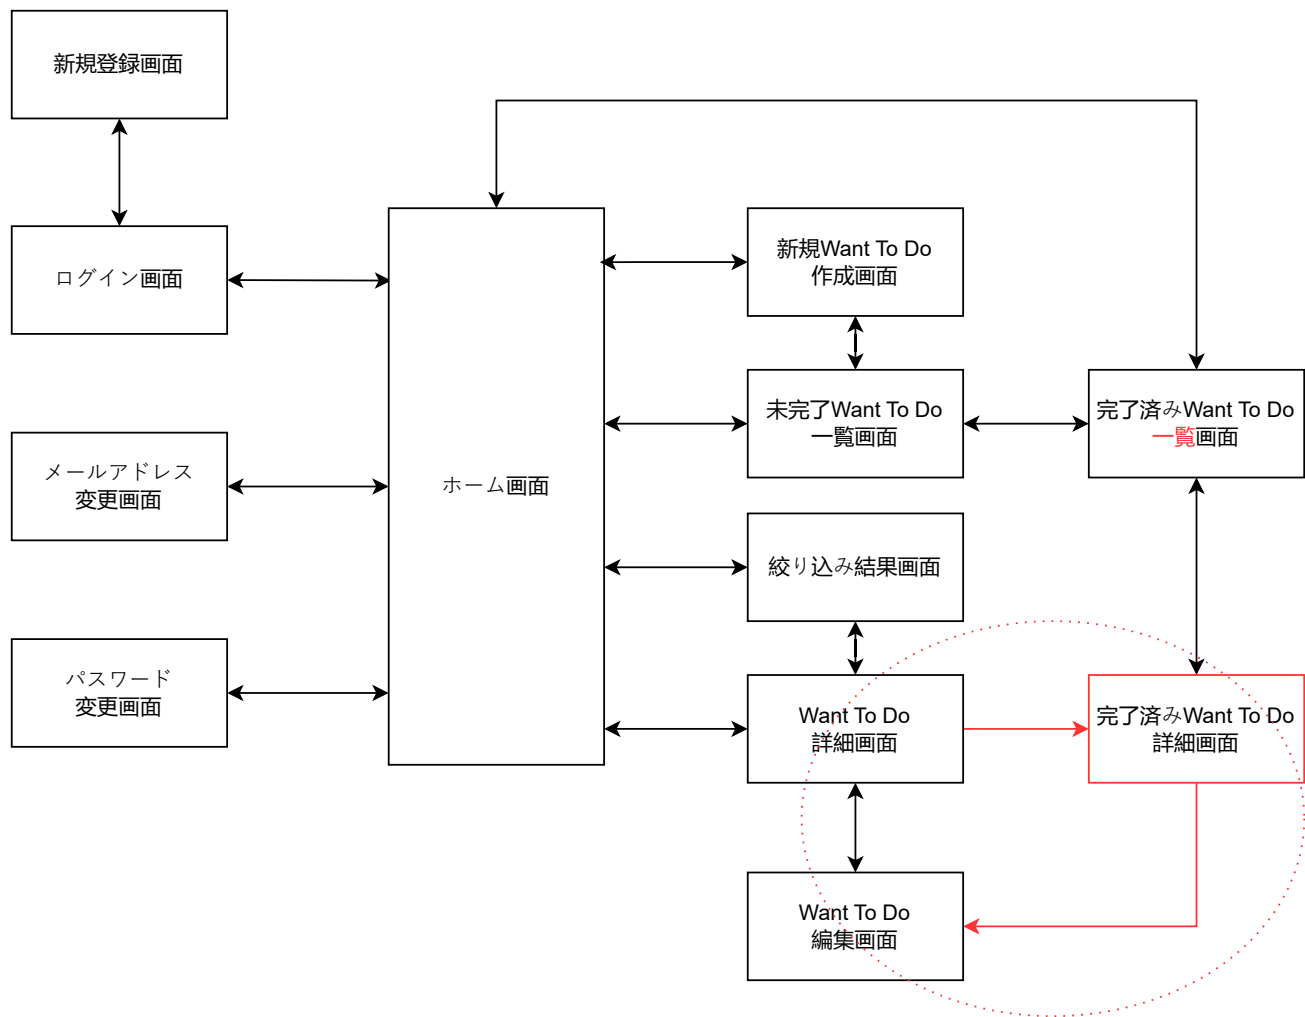 新規登録画面
ログイン画面
メールアドレス
変更画面
パスワード
変更画面
ホーム画面
新規Want To Do
作成画面
未完了Want To Do
一覧画面
絞り込み結果画面
Want To Do
詳細画面
Want To Do
編集画面
完了済みWant To Do
一覧画面
完了済みWant To Do
詳細画面